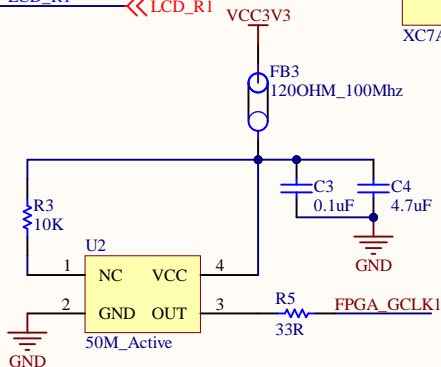 LCD_R1
VCC3V3
XC7A
FB3
120OHM_100Mhz
R3
10K
C3
0.1uF
C4
4.7uF
GND
U2
1 NC VCC 4
2 GND OUT 3
50M_Active
R5
33R
FPGA_GCLK1
GND